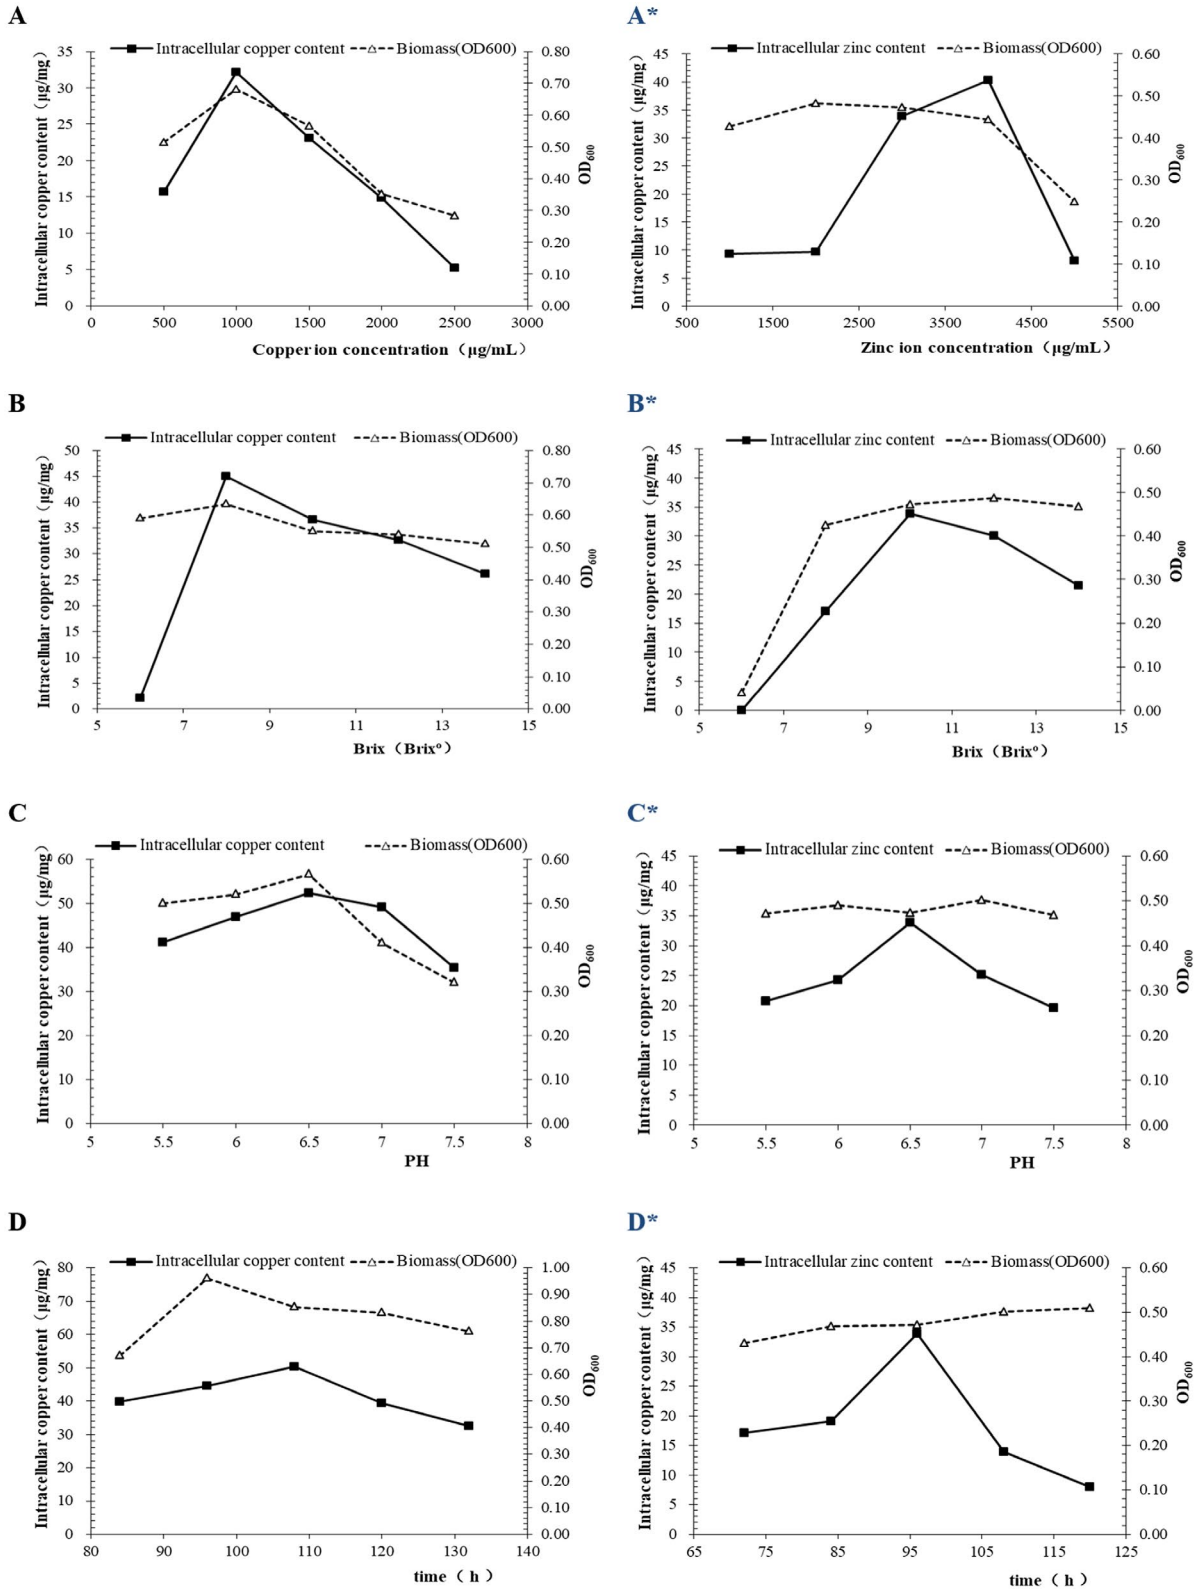 A
Intracellular copper content Biomass(OD600)
Intracellular copper content（μg/mg）
35
30
25
20
15
10
5
0
0.80
0.70
0.60
0.50
0.40
0.30
0.20
0.10
0.00
OD600
0 500 1000 1500 2000 2500 3000
Copper ion concentration（μg/mL）
A*
Intracellular zinc content Biomass(OD600)
Intracellular copper content（μg/mg）
45
40
35
30
25
20
15
10
5
0
0.60
0.50
0.40
0.30
0.20
0.10
0.00
OD600
500 1500 2500 3500 4500 5500
Zinc ion concentration（μg/mL）
B
Intracellular copper content Biomass(OD600)
Intracellular copper content（μg/mg）
50
45
40
35
30
25
20
15
10
5
0
0.80
0.70
0.60
0.50
0.40
0.30
0.20
0.10
0.00
OD600
5 7 9 11 13 15
Brix（Brixº）
B*
Intracellular zinc content Biomass(OD600)
Intracellular copper content（μg/mg）
45
40
35
30
25
20
15
10
5
0
0.60
0.50
0.40
0.30
0.20
0.10
0.00
OD600
5 7 9 11 13 15
Brix（Brixº）
C
Intracellular copper content Biomass(OD600)
Intracellular copper content（μg/mg）
60
50
40
30
20
10
0
0.60
0.50
0.40
0.30
0.20
0.10
0.00
OD600
5 5.5 6 6.5 7 7.5 8
PH
C*
Intracellular zinc content Biomass(OD600)
Intracellular copper content（μg/mg）
45
40
35
30
25
20
15
10
5
0
0.60
0.50
0.40
0.30
0.20
0.10
0.00
OD600
5 5.5 6 6.5 7 7.5 8
PH
D
Intracellular copper content Biomass(OD600)
Intracellular copper content（μg/mg）
80
70
60
50
40
30
20
10
0
1.00
0.90
0.80
0.70
0.60
0.50
0.40
0.30
0.20
0.10
0.00
OD600
80 90 100 110 120 130 140
time（h）
D*
Intracellular zinc content Biomass(OD600)
Intracellular copper content（μg/mg）
45
40
35
30
25
20
15
10
5
0
0.60
0.50
0.40
0.30
0.20
0.10
0.00
OD600
65 75 85 95 105 115 125
time（h）